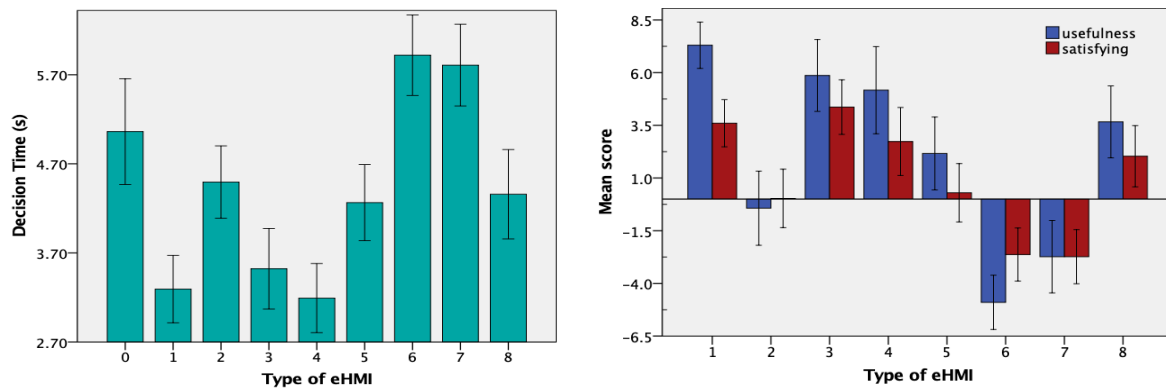 Decision Time (s)
5.70
4.70
3.70
2.70
0 1 2 3 4 5 6 7 8
Type of eHMI
Mean score
8.5
6.0
3.5
1.0
−1.5
−4.0
−6.5
usefulness
satisfying
1 2 3 4 5 6 7 8
Type of eHMI